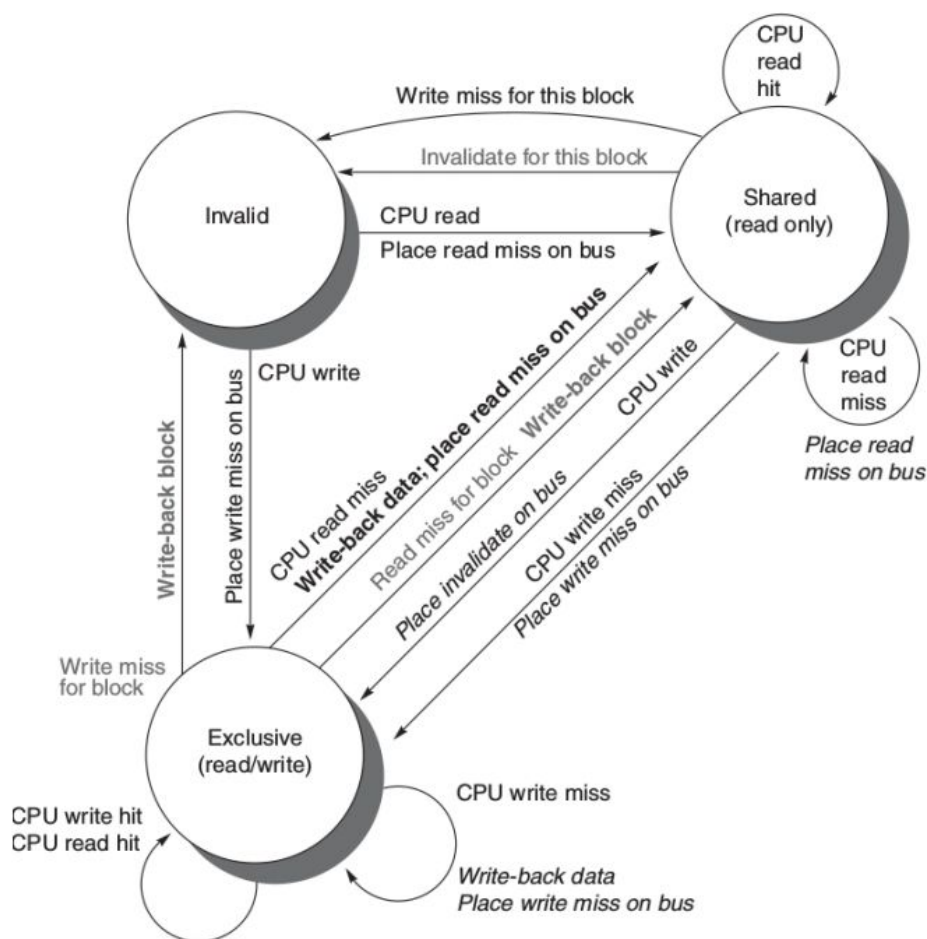 CPU
read
hit
Write miss for this block
Invalidate for this block
Invalid
Shared
(read only)
CPU read
Place read miss on bus
CPU write
Place write miss on bus
Write-back block
Write miss
for block
CPU read miss
Write-back data; place read miss on bus
Read miss for block Write-back block
CPU write
Place invalidate on bus
CPU write miss
Place write miss on bus
CPU
read
miss
Place read
miss on bus
Exclusive
(read/write)
CPU write hit
CPU read hit
CPU write miss
Write-back data
Place write miss on bus